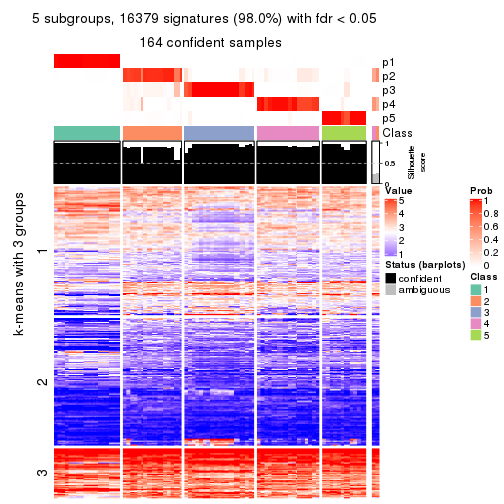 5 subgroups, 16379 signatures (98.0%) with fdr < 0.05
164 confident samples
p1
p2
p3
p4
p5
Class
1
0.5
0
Silhouette
score
k-means with 3 groups
1
2
3
Value
5
4
3
2
1
Status (barplots)
confident
ambiguous
Prob
1
0.8
0.6
0.4
0.2
0
Class
1
2
3
4
5